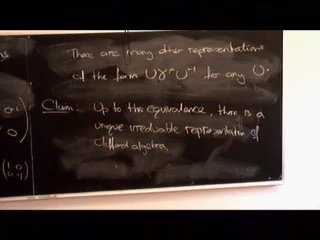 There are many other representations
of the form Uγ^μU⁻¹ for any U.
Claim: Up to this equivalence, there is a
unique irreducible representation of
Clifford algebra